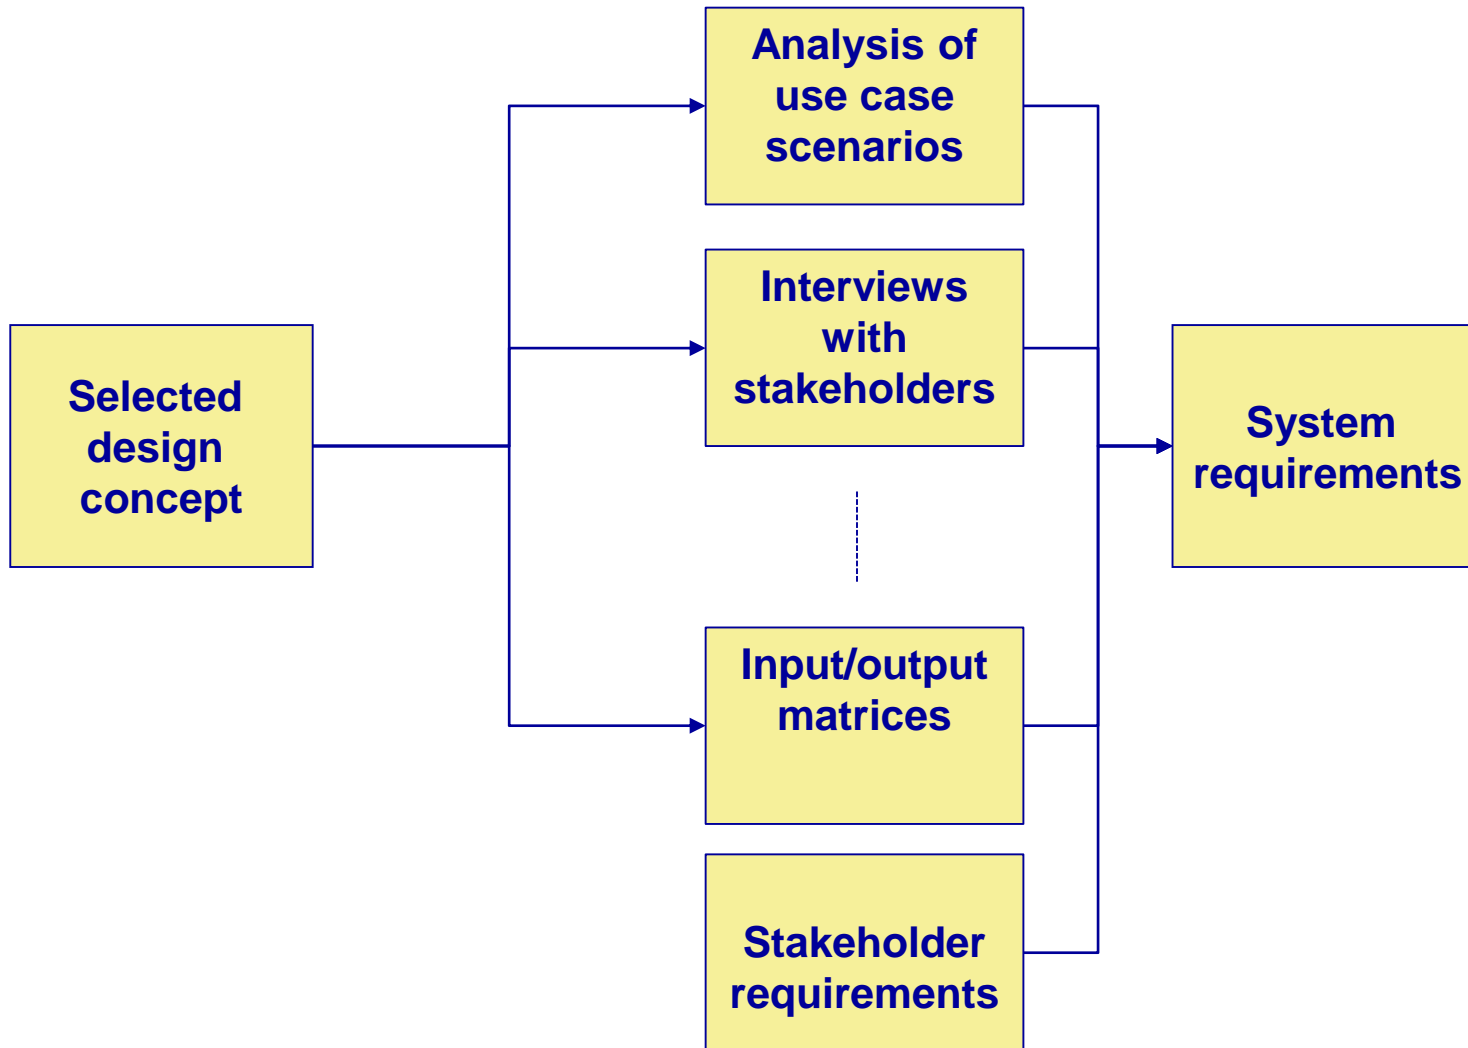 Analysis of
use case
scenarios
Interviews
with
stakeholders
Selected
design
concept
System
requirements
Input/output
matrices
Stakeholder
requirements